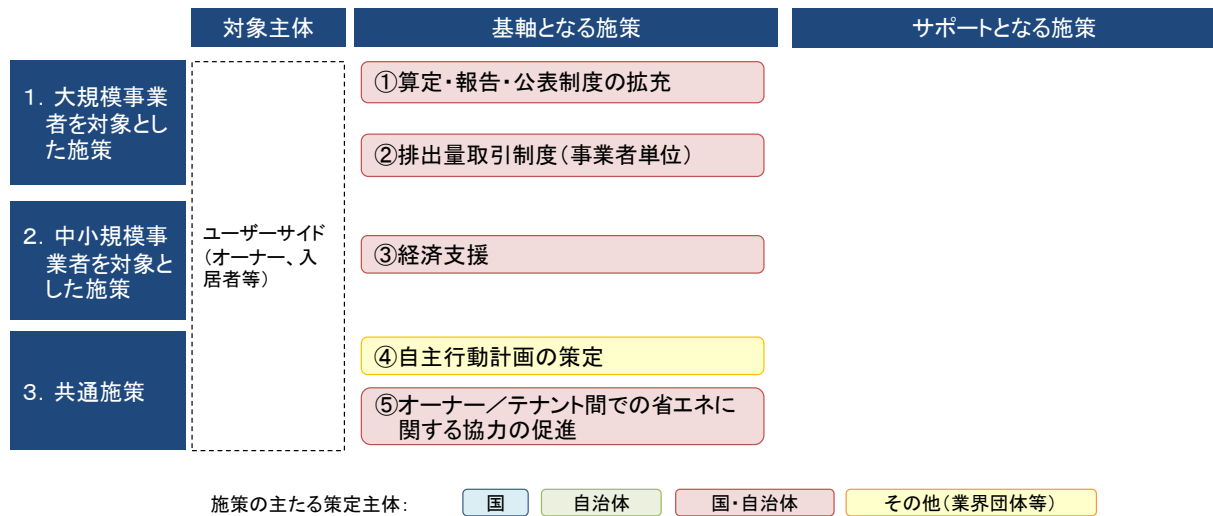 対象主体
基軸となる施策
サポートとなる施策
１．大規模事業
者を対象とし
た施策
①算定・報告・公表制度の拡充
②排出量取引制度（事業者単位）
２．中小規模事
業者を対象と
した施策
ユーザーサイド
（オーナー、入
居者等）
③経済支援
３．共通施策
④自主行動計画の策定
⑤オーナー／テナント間での省エネに
関する協力の促進
施策の主たる策定主体：
国
自治体
国・自治体
その他（業界団体等）